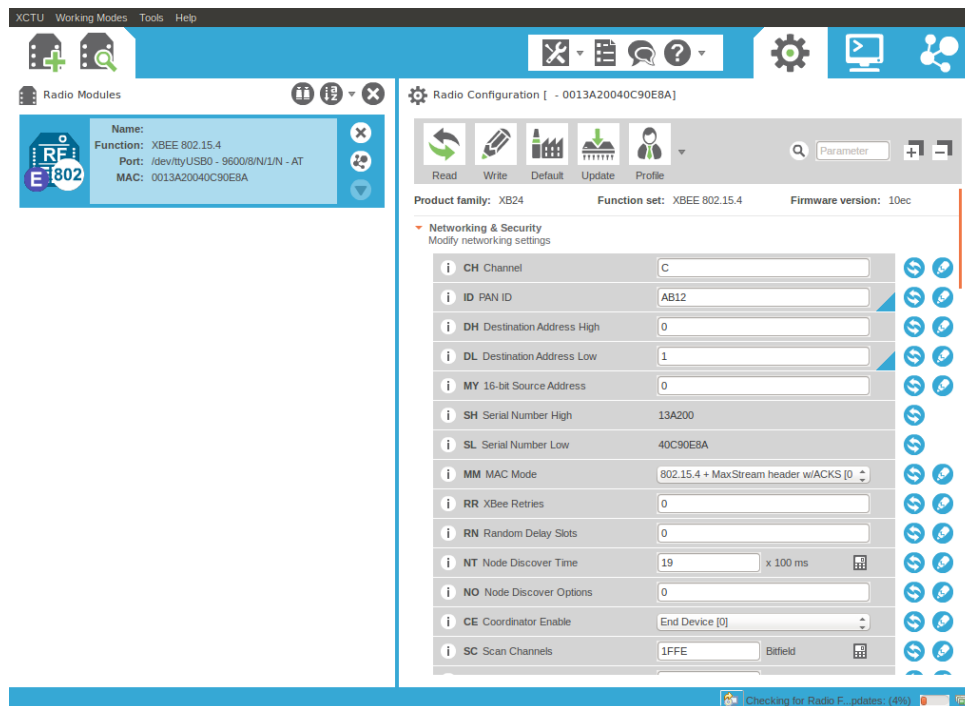 XCTU Working Modes Tools Help
Radio Modules
Radio Configuration [ - 0013A20040C90E8A]
Name:
Function: XBEE 802.15.4
Port: /dev/ttyUSB0 - 9600/8/N/1/N - AT
MAC: 0013A20040C90E8A
RF
E 802
Read Write Default Update Profile
Parameter
Product family: XB24 Function set: XBEE 802.15.4 Firmware version: 10ec
Networking & Security
Modify networking settings
i CH Channel C
i ID PAN ID AB12
i DH Destination Address High 0
i DL Destination Address Low 1
i MY 16-bit Source Address 0
i SH Serial Number High 13A200
i SL Serial Number Low 40C90E8A
i MM MAC Mode 802.15.4 + MaxStream header w/ACKS [0
i RR XBee Retries 0
i RN Random Delay Slots 0
i NT Node Discover Time 19 x 100 ms
i NO Node Discover Options 0
i CE Coordinator Enable End Device [0]
i SC Scan Channels 1FFE Bitfield
Checking for Radio F...pdates: (4%)